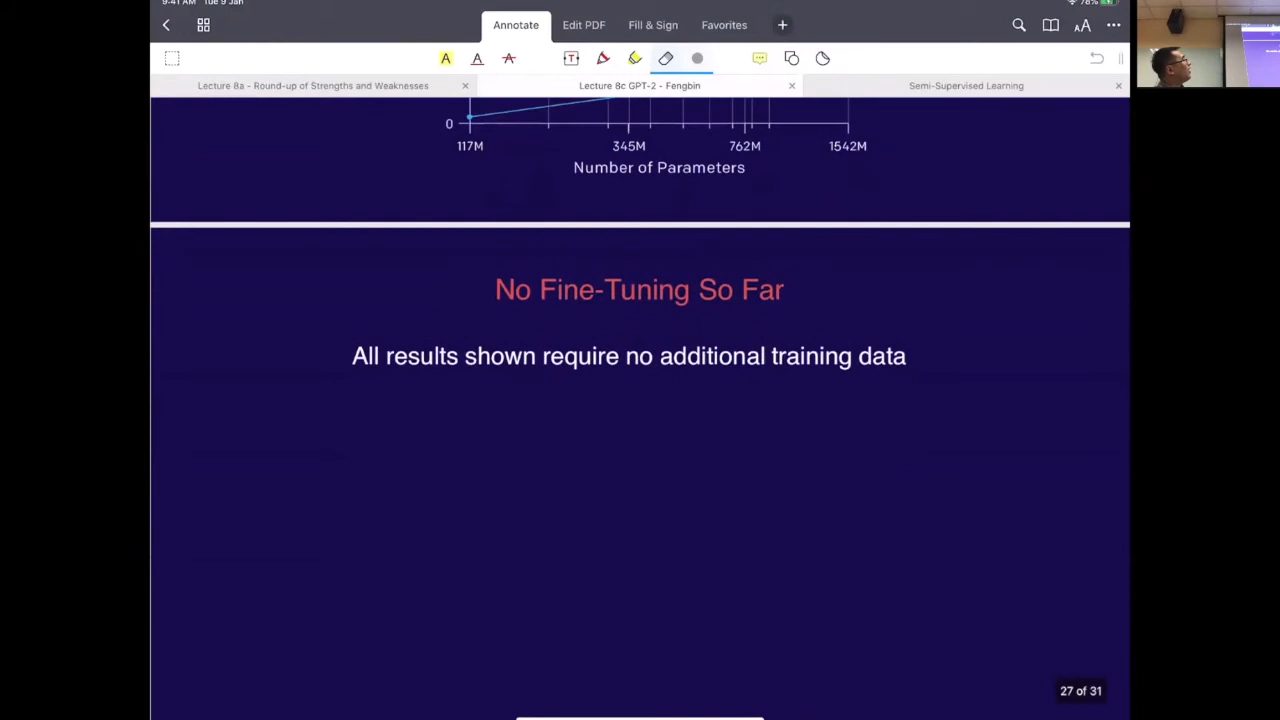 9:41 AM Tue 9 Jan
78%
Annotate
Edit PDF
Fill & Sign
Favorites
Lecture 8a - Round-up of Strengths and Weaknesses
Lecture 8c GPT-2 - Fengbin
Semi-Supervised Learning
0
117M 345M 762M 1542M
Number of Parameters
No Fine-Tuning So Far
All results shown require no additional training data
27 of 31